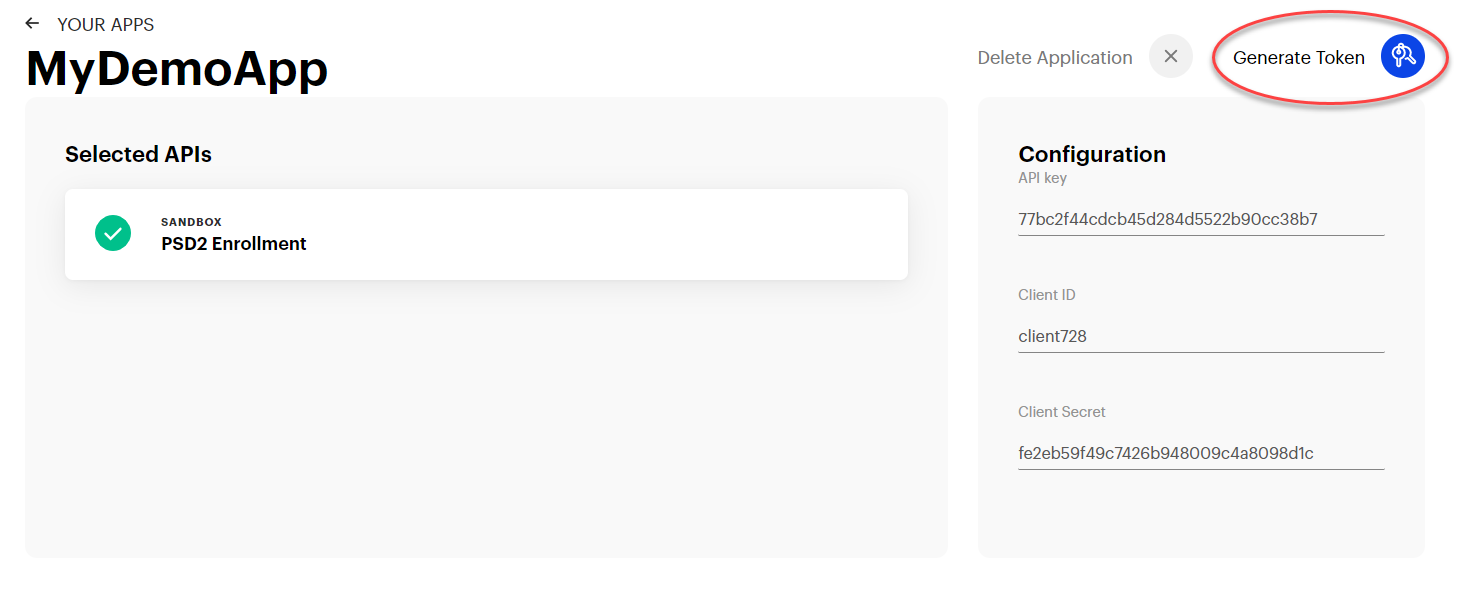 YOUR APPS
MyDemoApp
Delete Application
Generate Token
Selected APIs
SANDBOX
PSD2 Enrollment
Configuration
API key
77bc2f44cdcb45d284d5522b90cc38b7
Client ID
client728
Client Secret
fe2eb59f49c7426b948009c4a8098d1c